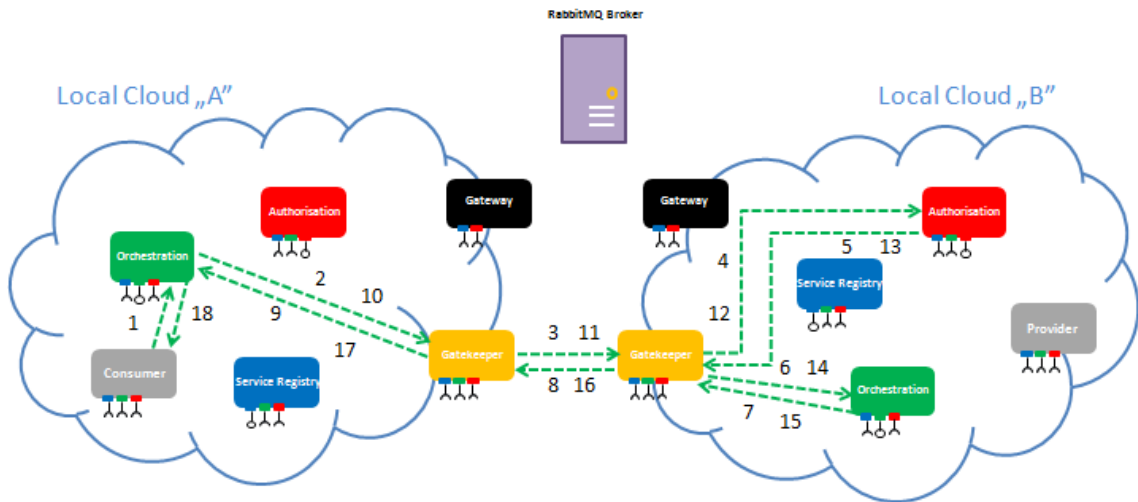 RabbitMQ Broker
Local Cloud „A”
Local Cloud „B”
Gateway
Gateway
Authorisation
Authorisation
Orchestration
2
4
5 13
Service Registry
10
1 18 9
12
Provider
17
3 11
Gatekeeper
Gatekeeper
Consumer
6 14
Service Registry
8 16
Orchestration
7
15